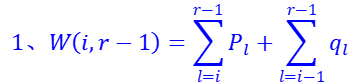 1、W(i, r − 1) = ∑_{l=i}^{r−1} P_l + ∑_{l=i−1}^{r−1} q_l